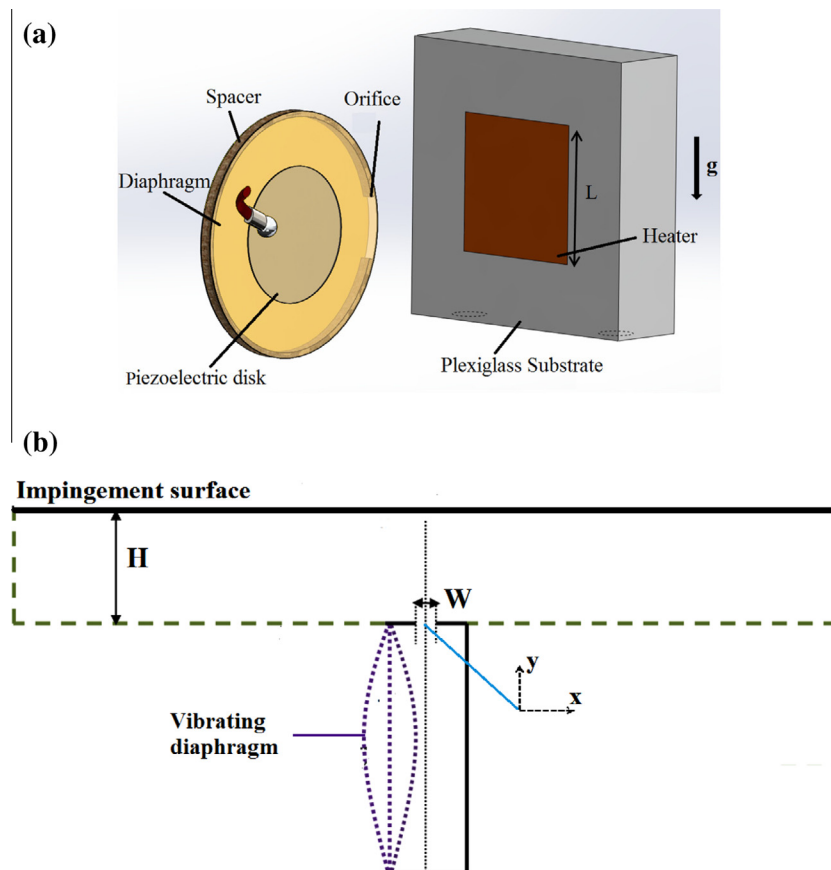 (a)
Spacer
Orifice
Diaphragm
g
L
Heater
Piezoelectric disk
Plexiglass Substrate
(b)
Impingement surface
H
W
y
x
Vibrating
diaphragm